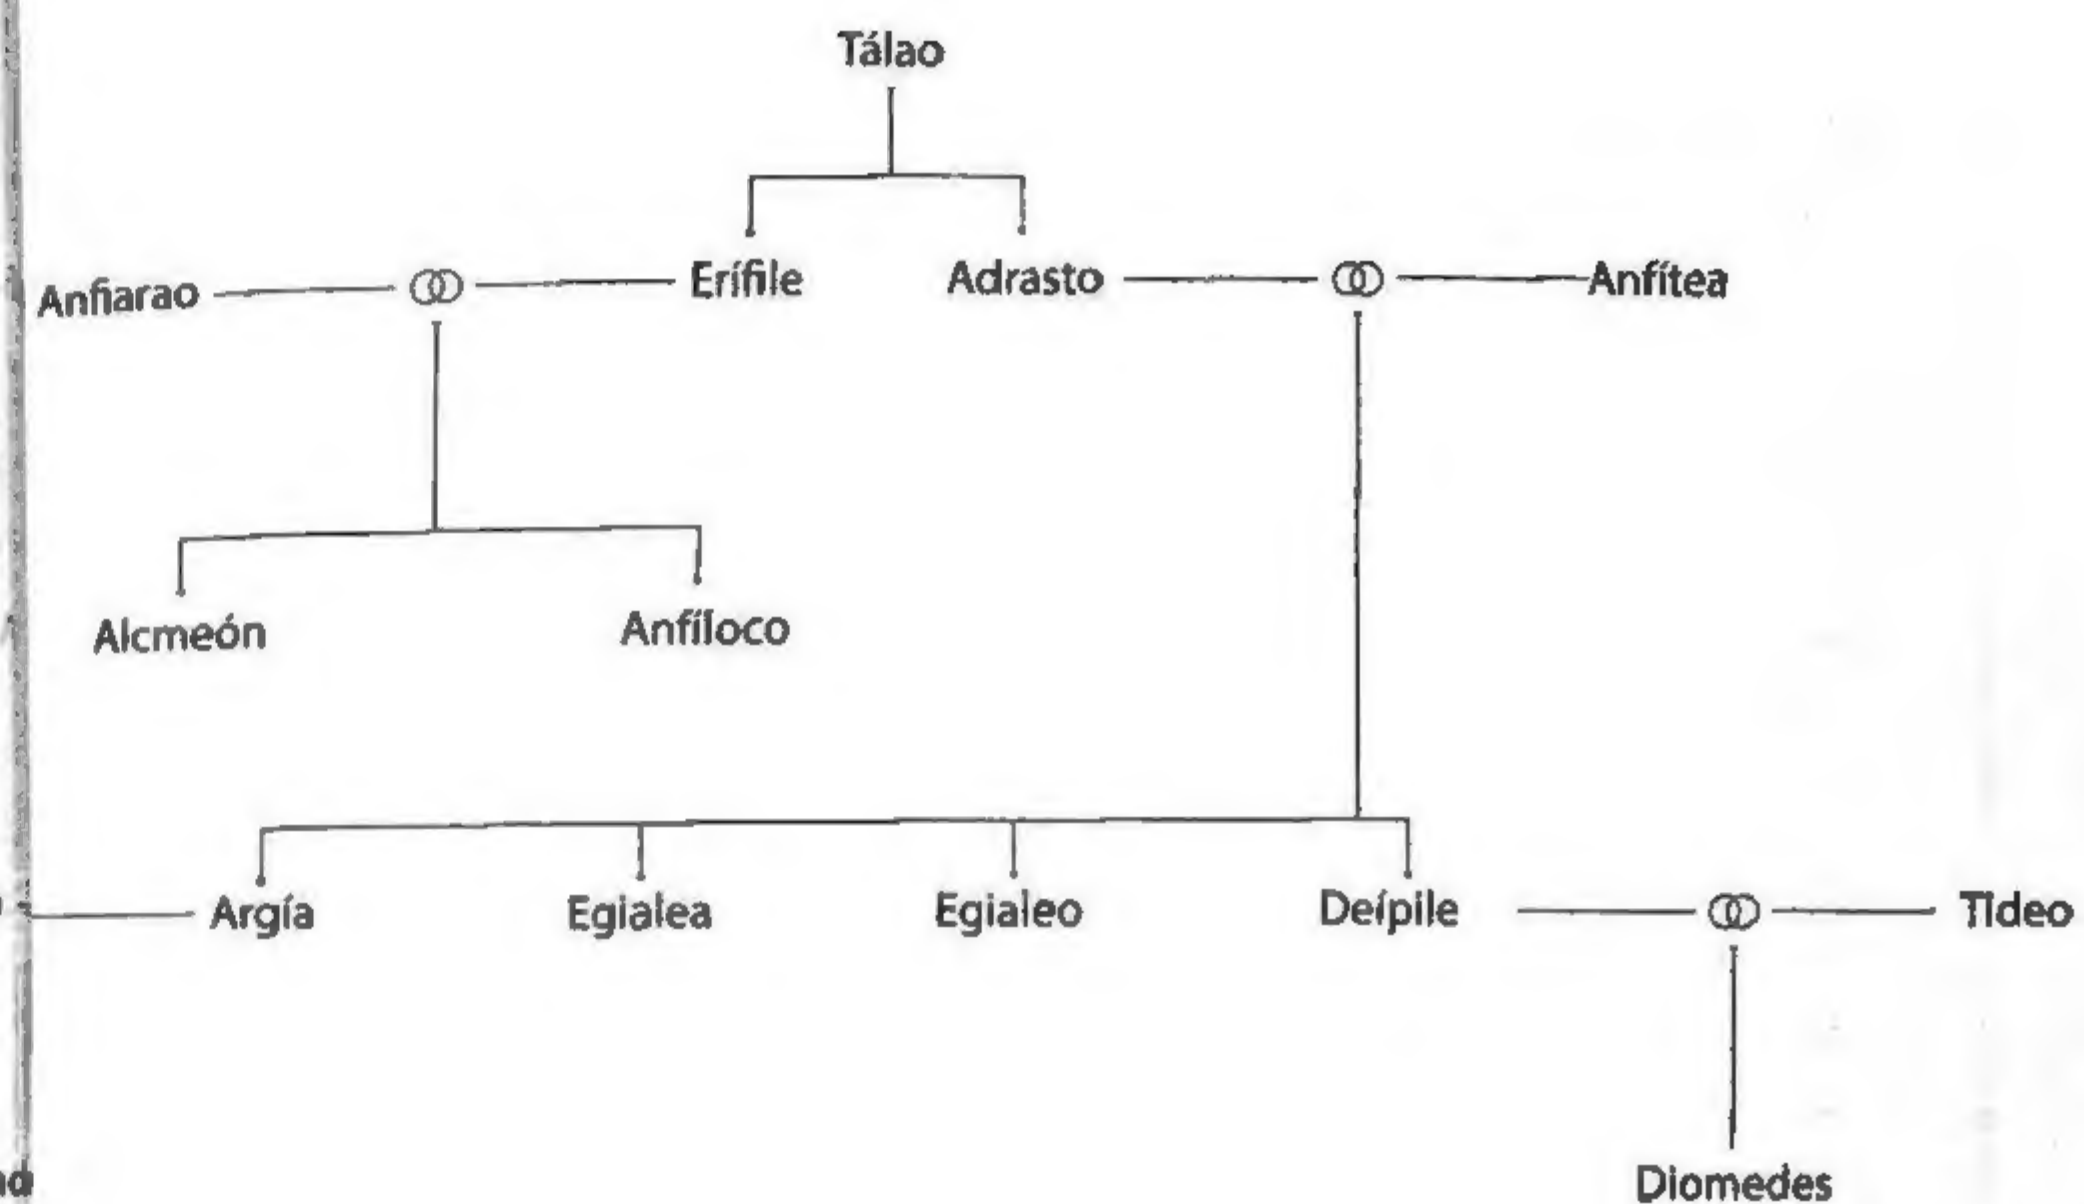 Tálao
Anfiarao Erífile Adrasto Anfítea
Alcmeón Anfíloco
Argía Egialea Egialeo Deípile Tideo
Diomedes